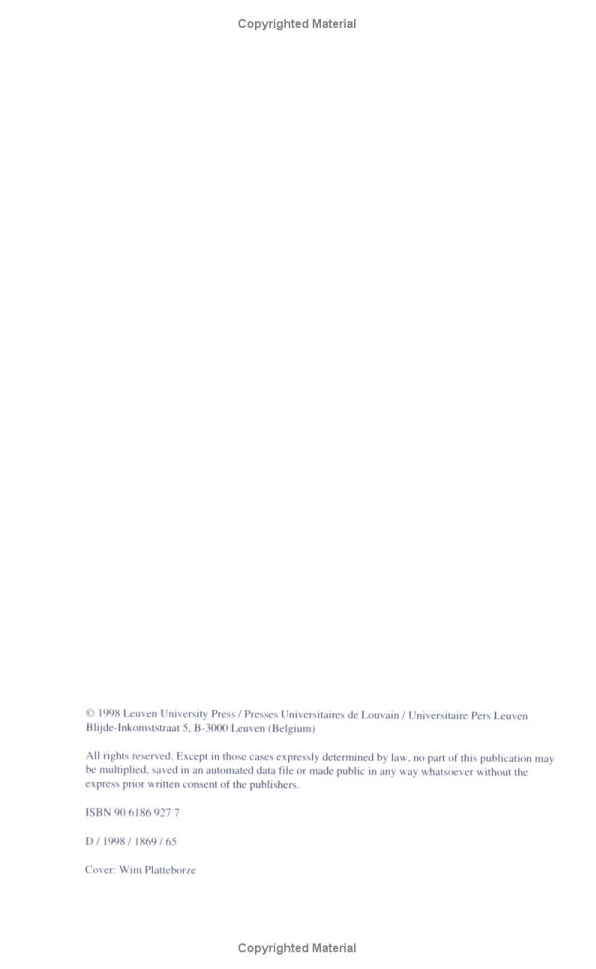 Copyrighted Material
© 1998 Leuven University Press / Presses Universitaires de Louvain / Universitaire Pers Leuven
Blijde-Inkomststraat 5, B-3000 Leuven (Belgium)
All rights reserved. Except in those cases expressly determined by law, no part of this publication may
be multiplied, saved in an automated data file or made public in any way whatsoever without the
express prior written consent of the publishers.
ISBN 90 6186 927 7
D / 1998 / 1869 / 65
Cover: Wim Platteborze
Copyrighted Material